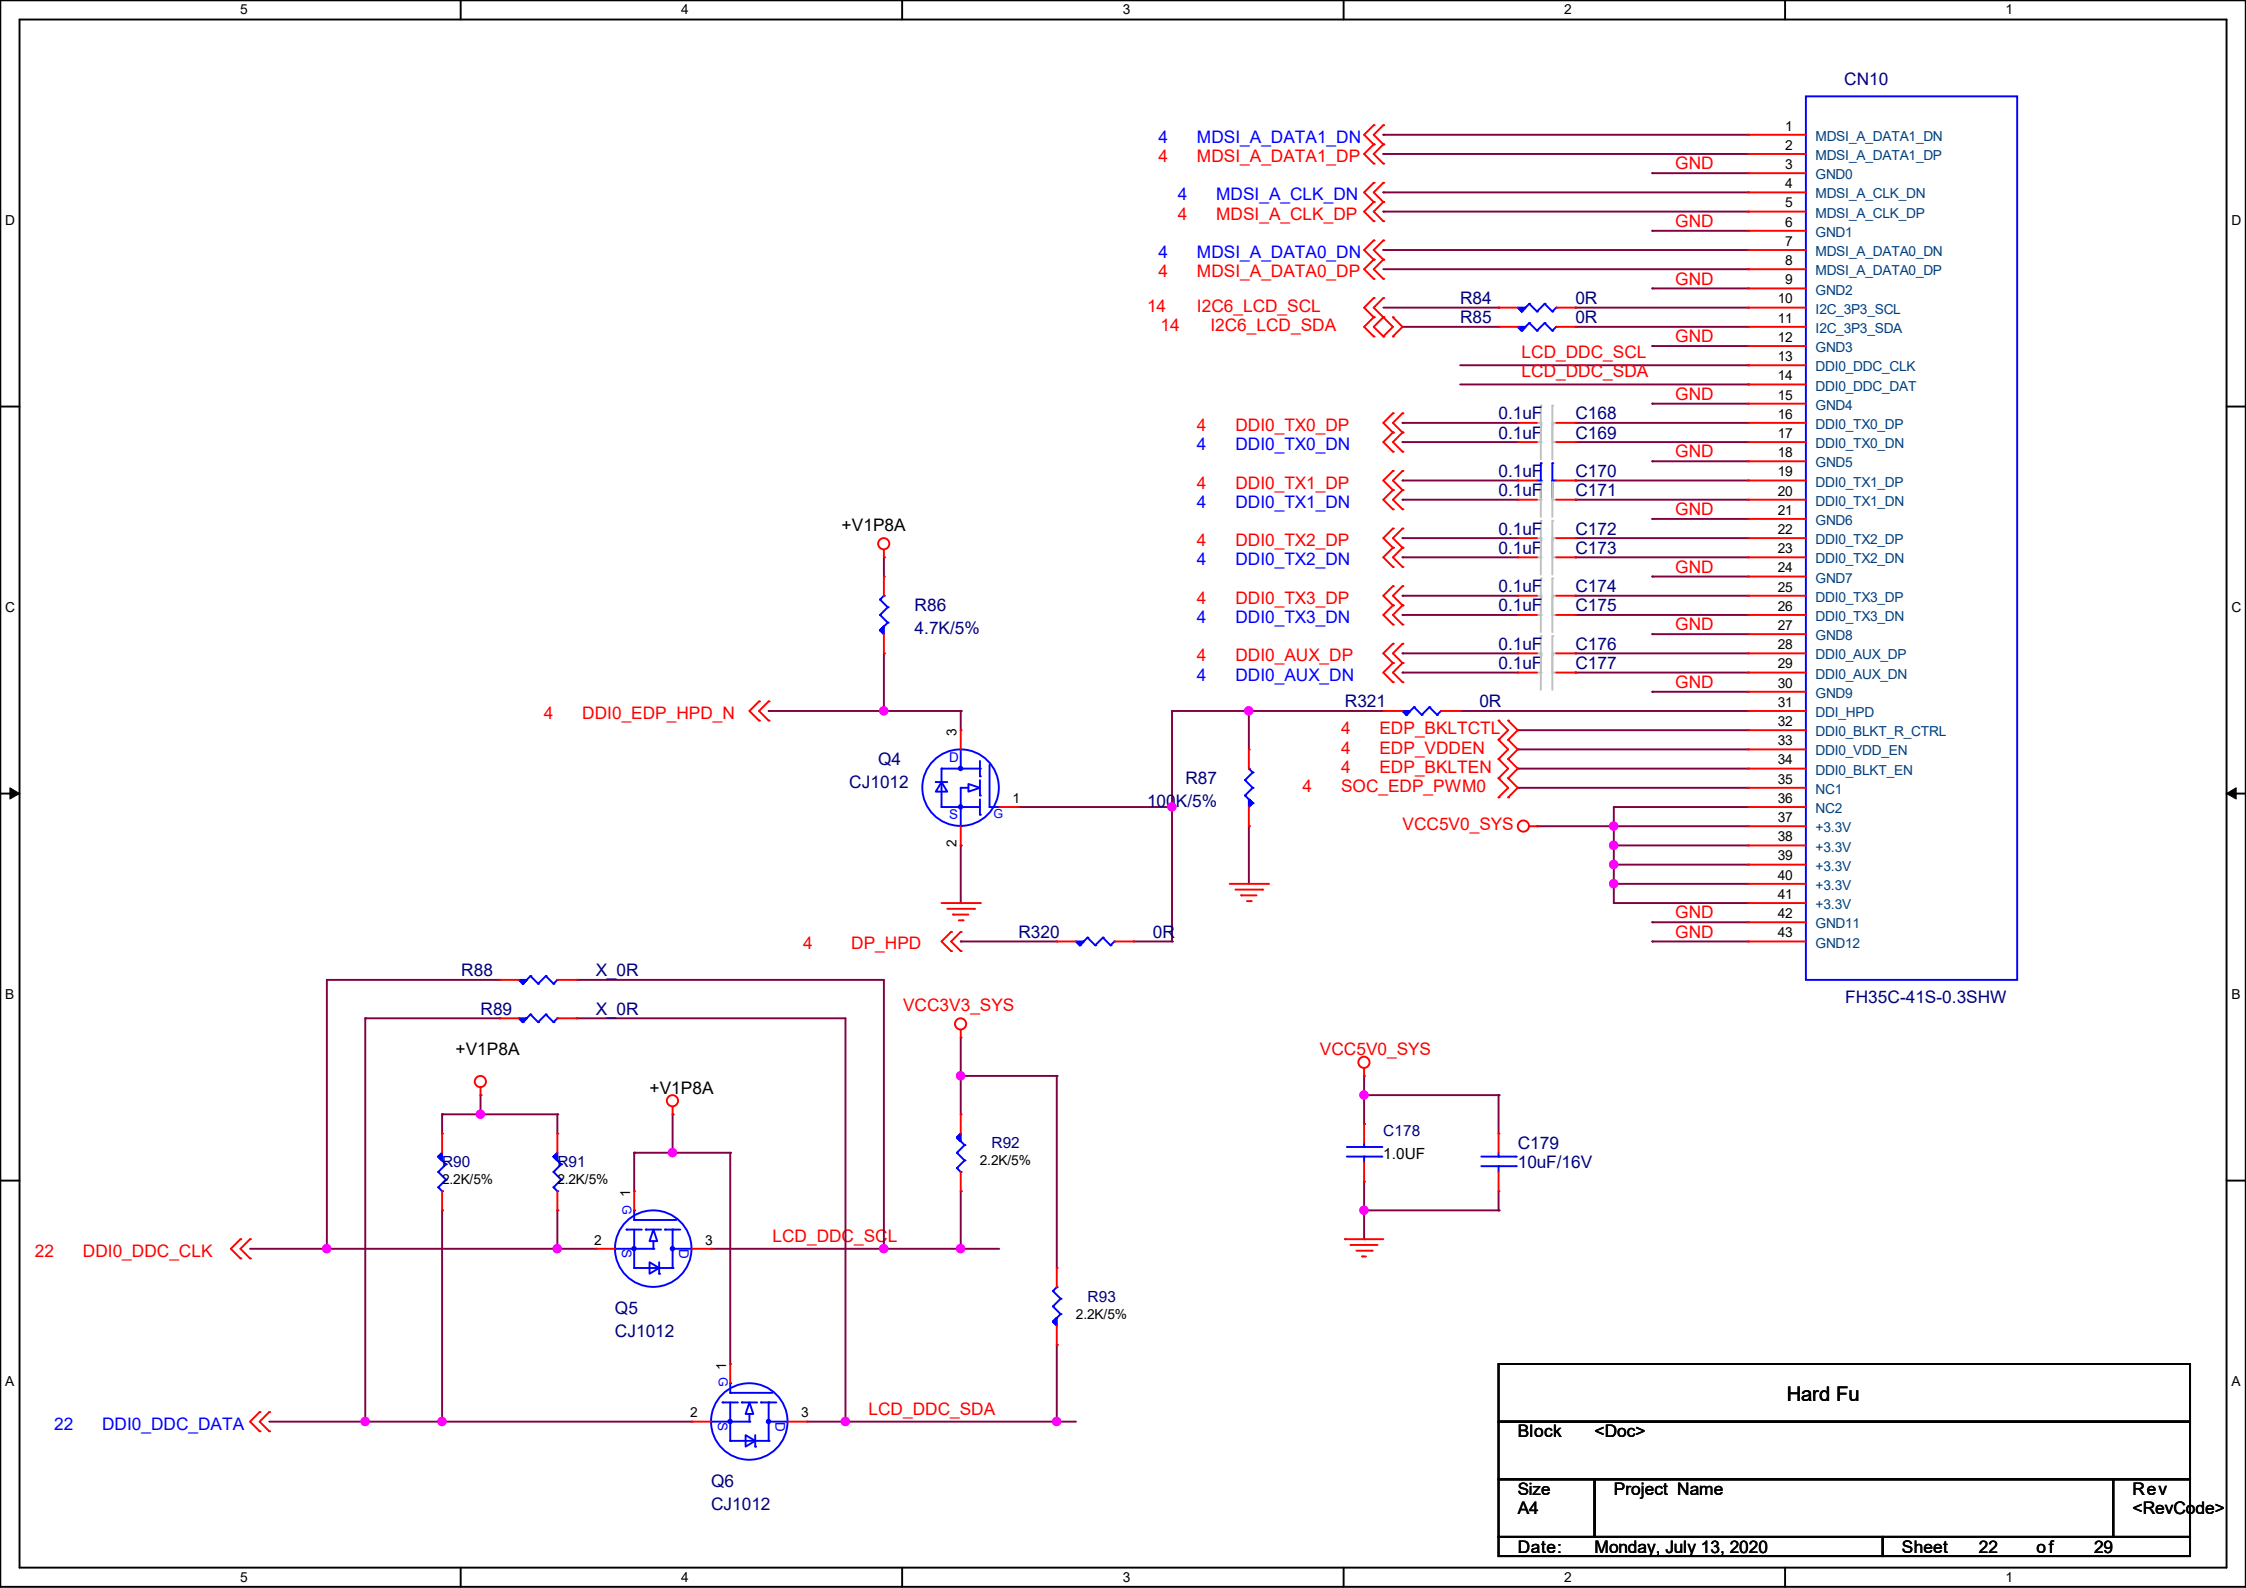 5 4 3 2 1
D
C
B
A
D
C
B
A
CN10
4 MDSI_A_DATA1_DN
4 MDSI_A_DATA1_DP
GND
4 MDSI_A_CLK_DN
4 MDSI_A_CLK_DP
GND
4 MDSI_A_DATA0_DN
4 MDSI_A_DATA0_DP
GND
14 I2C6_LCD_SCL R84 0R
14 I2C6_LCD_SDA R85 0R
GND
LCD_DDC_SCL
LCD_DDC_SDA
GND
4 DDI0_TX0_DP 0.1uF C168
4 DDI0_TX0_DN 0.1uF C169
GND
4 DDI0_TX1_DP 0.1uF C170
4 DDI0_TX1_DN 0.1uF C171
GND
4 DDI0_TX2_DP 0.1uF C172
4 DDI0_TX2_DN 0.1uF C173
GND
4 DDI0_TX3_DP 0.1uF C174
4 DDI0_TX3_DN 0.1uF C175
GND
4 DDI0_AUX_DP 0.1uF C176
4 DDI0_AUX_DN 0.1uF C177
GND
R321 0R
4 EDP_BKLTCTL
4 EDP_VDDEN
4 EDP_BKLTEN
4 SOC_EDP_PWM0
VCC5V0_SYS
GND
GND
1 MDSI_A_DATA1_DN
2 MDSI_A_DATA1_DP
3 GND0
4 MDSI_A_CLK_DN
5 MDSI_A_CLK_DP
6 GND1
7 MDSI_A_DATA0_DN
8 MDSI_A_DATA0_DP
9 GND2
10 I2C_3P3_SCL
11 I2C_3P3_SDA
12 GND3
13 DDI0_DDC_CLK
14 DDI0_DDC_DAT
15 GND4
16 DDI0_TX0_DP
17 DDI0_TX0_DN
18 GND5
19 DDI0_TX1_DP
20 DDI0_TX1_DN
21 GND6
22 DDI0_TX2_DP
23 DDI0_TX2_DN
24 GND7
25 DDI0_TX3_DP
26 DDI0_TX3_DN
27 GND8
28 DDI0_AUX_DP
29 DDI0_AUX_DN
30 GND9
31 DDI_HPD
32 DDI0_BLKT_R_CTRL
33 DDI0_VDD_EN
34 DDI0_BLKT_EN
35 NC1
36 NC2
37 +3.3V
38 +3.3V
39 +3.3V
40 +3.3V
41 +3.3V
42 GND11
43 GND12
FH35C-41S-0.3SHW
+V1P8A
R86
4.7K/5%
4 DDI0_EDP_HPD_N
3
D
Q4
CJ1012
1
G
S
2
R87
100K/5%
4 DP_HPD R320 0R
R88 X_0R
R89 X_0R
+V1P8A
+V1P8A
VCC3V3_SYS
R90
2.2K/5%
R91
2.2K/5%
R92
2.2K/5%
1
G
22 DDI0_DDC_CLK 2 S D 3 LCD_DDC_SCL
Q5
CJ1012
R93
2.2K/5%
1
G
22 DDI0_DDC_DATA 2 S D 3 LCD_DDC_SDA
Q6
CJ1012
VCC5V0_SYS
C178
1.0UF
C179
10uF/16V
Hard Fu
Block <Doc>
Size
A4
Project Name
Rev
<RevCode>
Date: Monday, July 13, 2020 Sheet 22 of 29
5 4 3 2 1